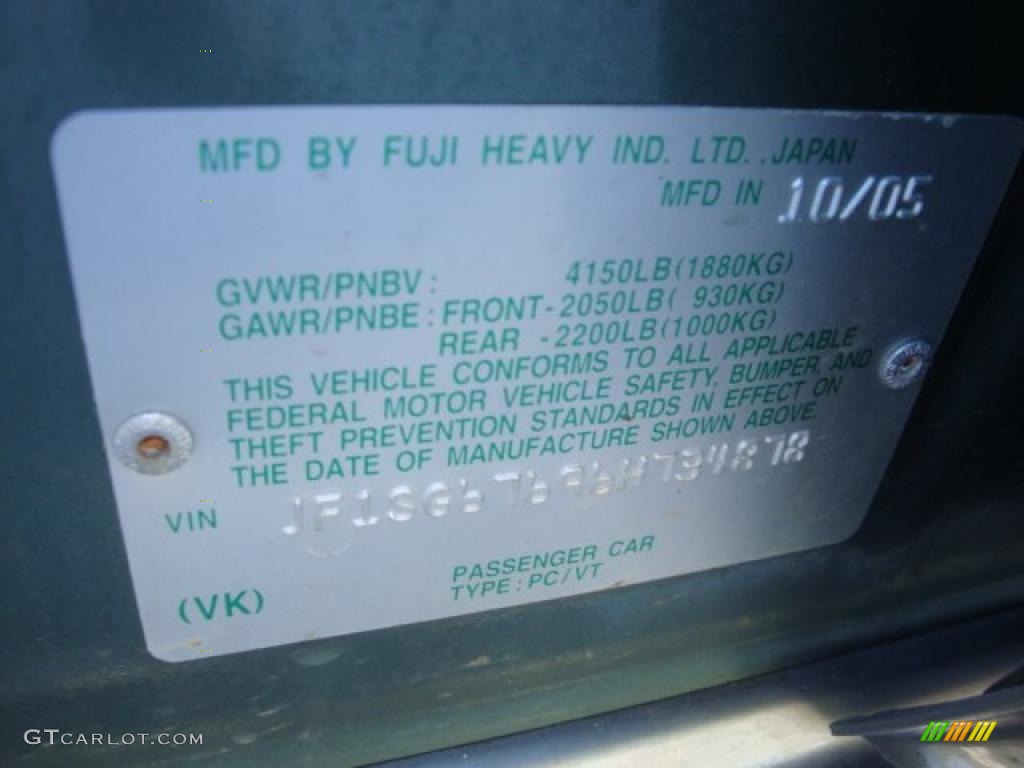 MFD BY FUJI HEAVY IND. LTD., JAPAN
MFD IN 10/05
GVWR/PNBV: 4150LB(1880KG)
GAWR/PNBE: FRONT-2050LB( 930KG)
REAR -2200LB(1000KG)
THIS VEHICLE CONFORMS TO ALL APPLICABLE
FEDERAL MOTOR VEHICLE SAFETY, BUMPER, AND
THEFT PREVENTION STANDARDS IN EFFECT ON
THE DATE OF MANUFACTURE SHOWN ABOVE.
VIN JF1SG67696H734878
PASSENGER CAR
(VK) TYPE: PC/VT
GTCARLOT.COM